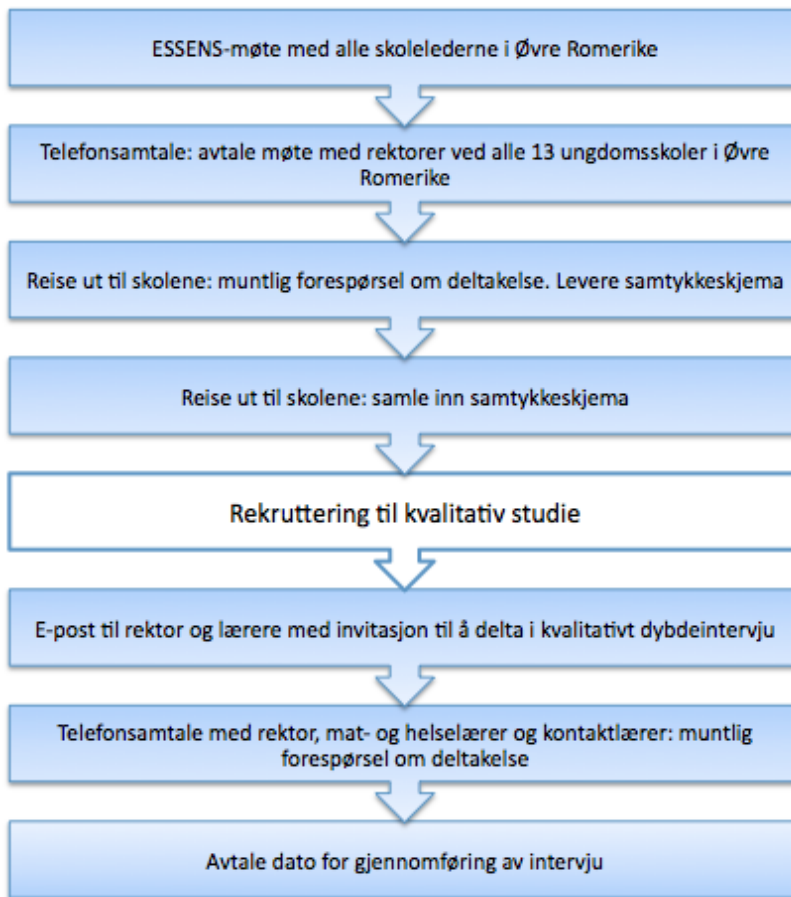 ESSENS-møte med alle skolelederne i Øvre Romerike
Telefonsamtale: avtale møte med rektorer ved alle 13 ungdomsskoler i Øvre
Romerike
Reise ut til skolene: muntlig forespørsel om deltakelse. Levere samtykkeskjema
Reise ut til skolene: samle inn samtykkeskjema
Rekruttering til kvalitativ studie
E-post til rektor og lærere med invitasjon til å delta i kvalitativt dybdeintervju
Telefonsamtale med rektor, mat- og helselærer og kontaktlærer: muntlig
forespørsel om deltakelse
Avtale dato for gjennomføring av intervju